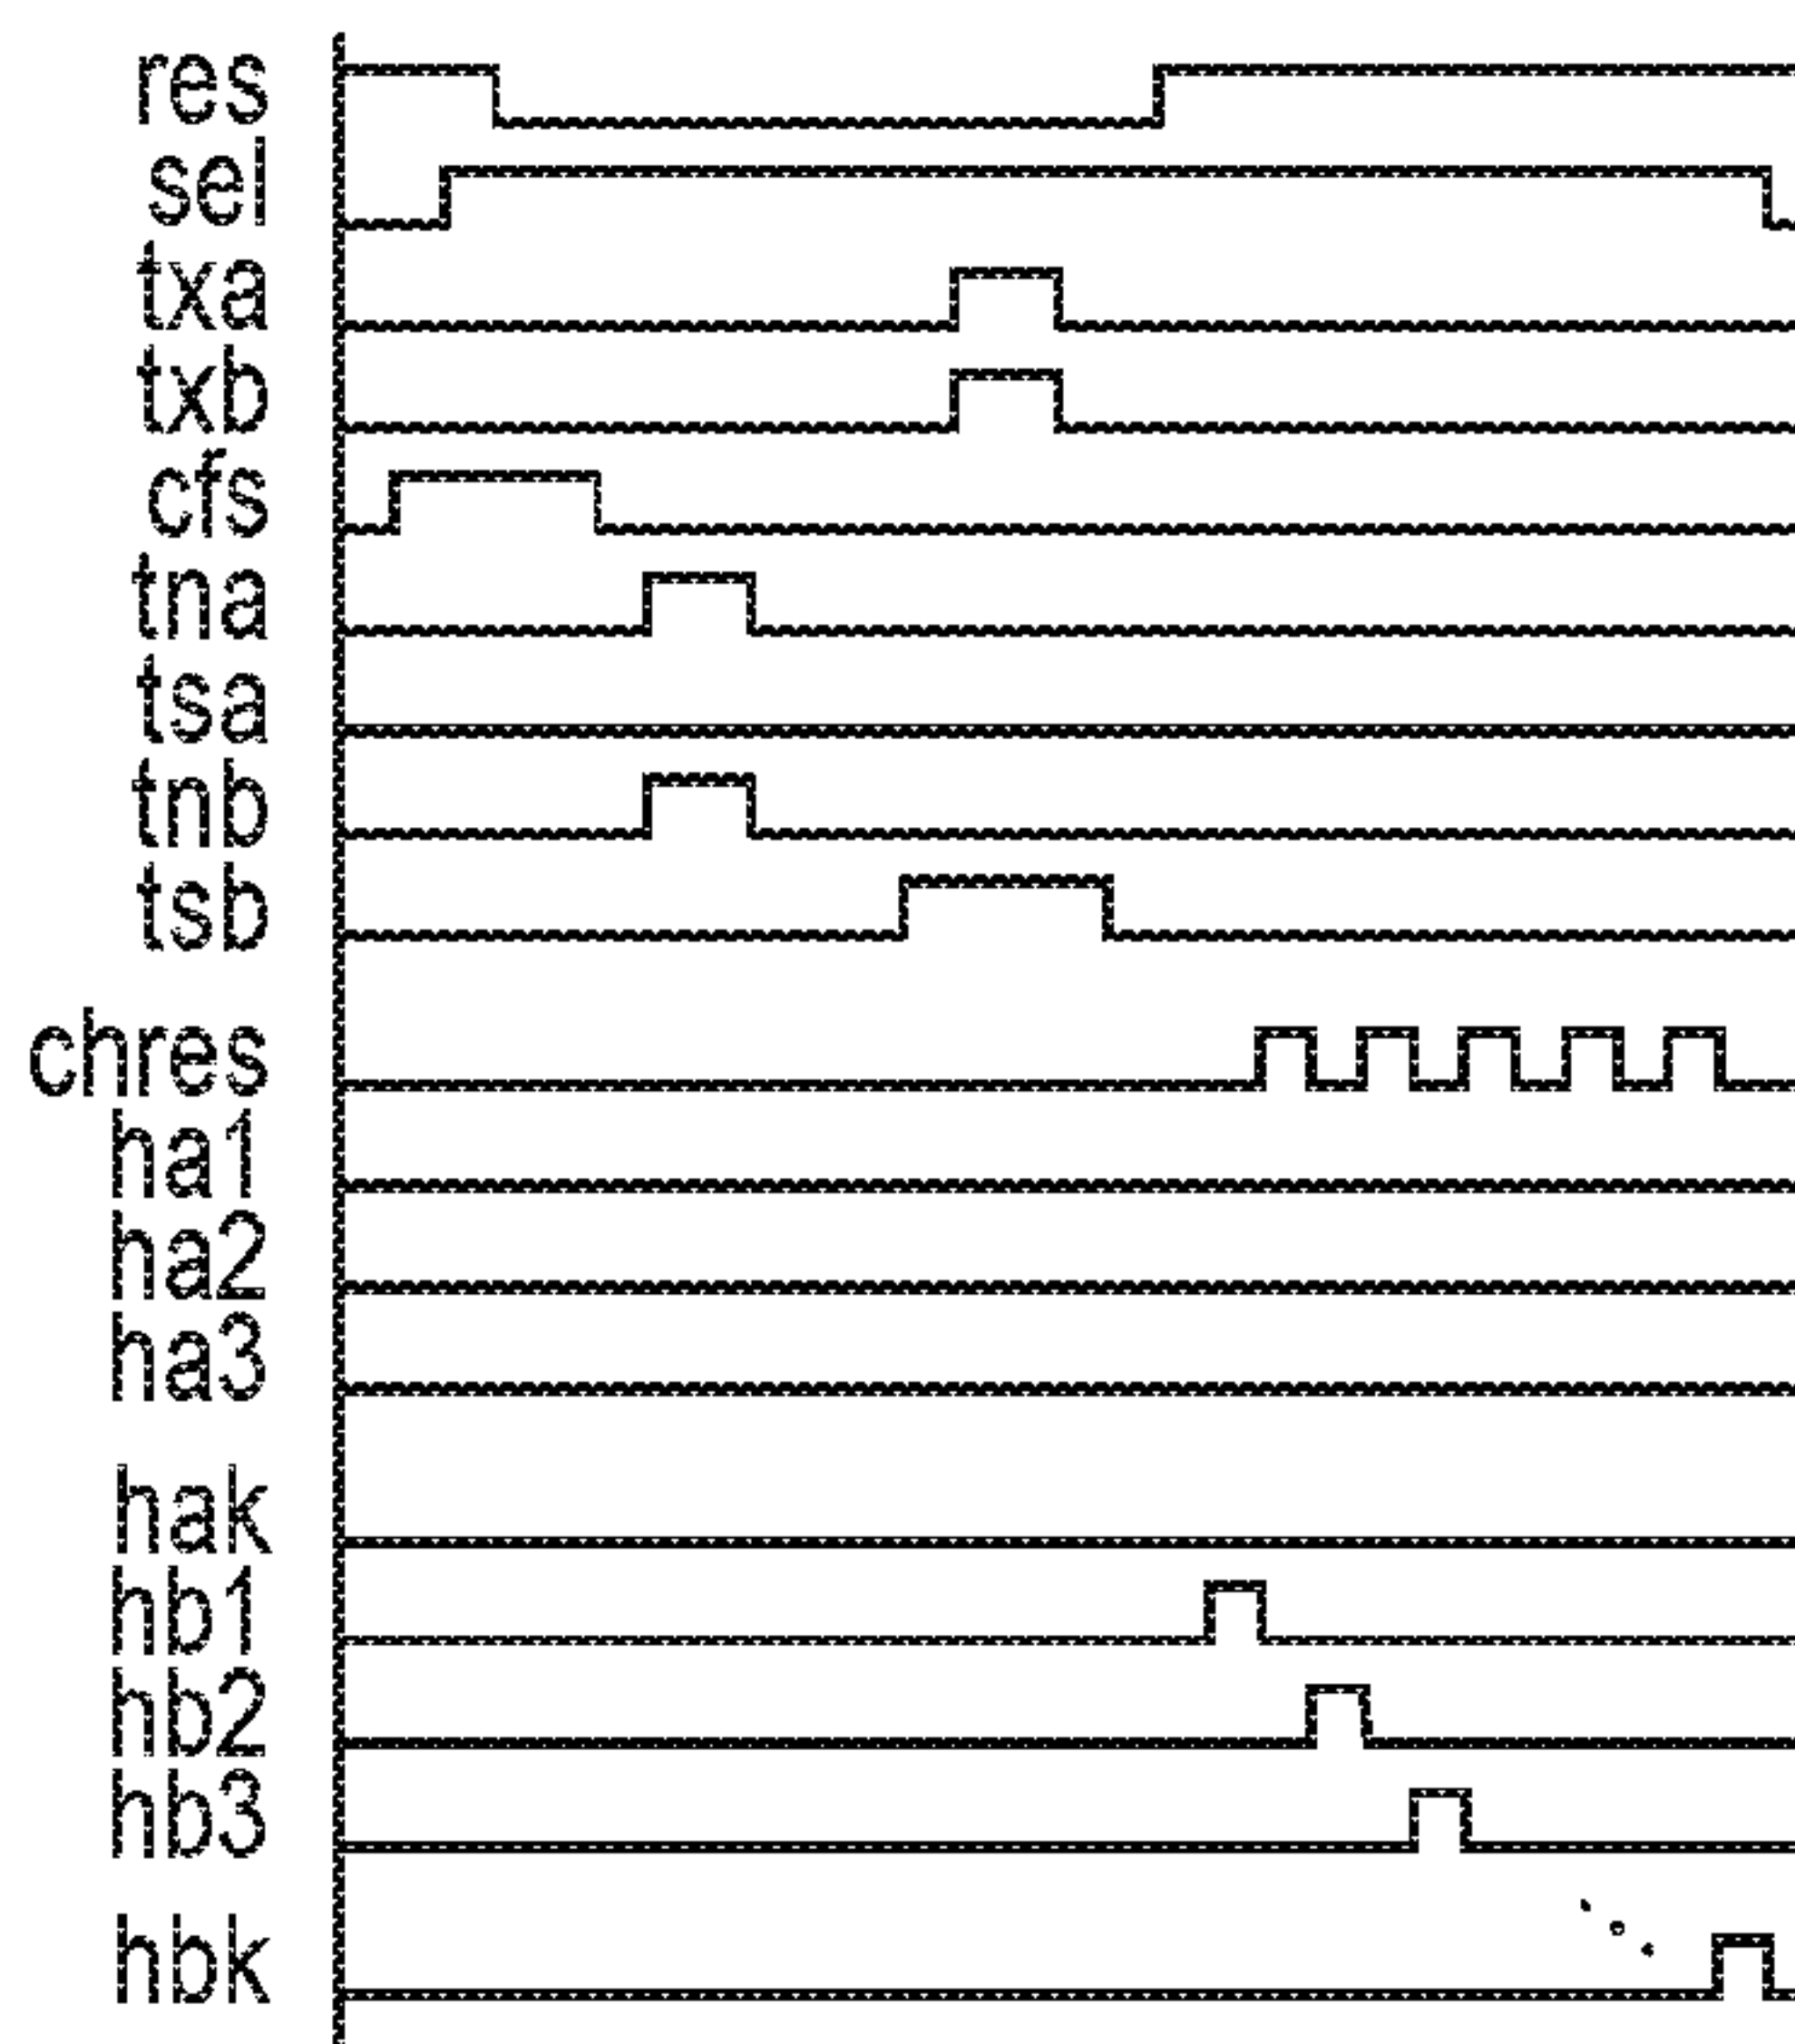 res
sel
txa
txb
cfs
tna
tsa
tnb
tsb
chres
ha1
ha2
ha3
hak
hb1
hb2
hb3
hbk